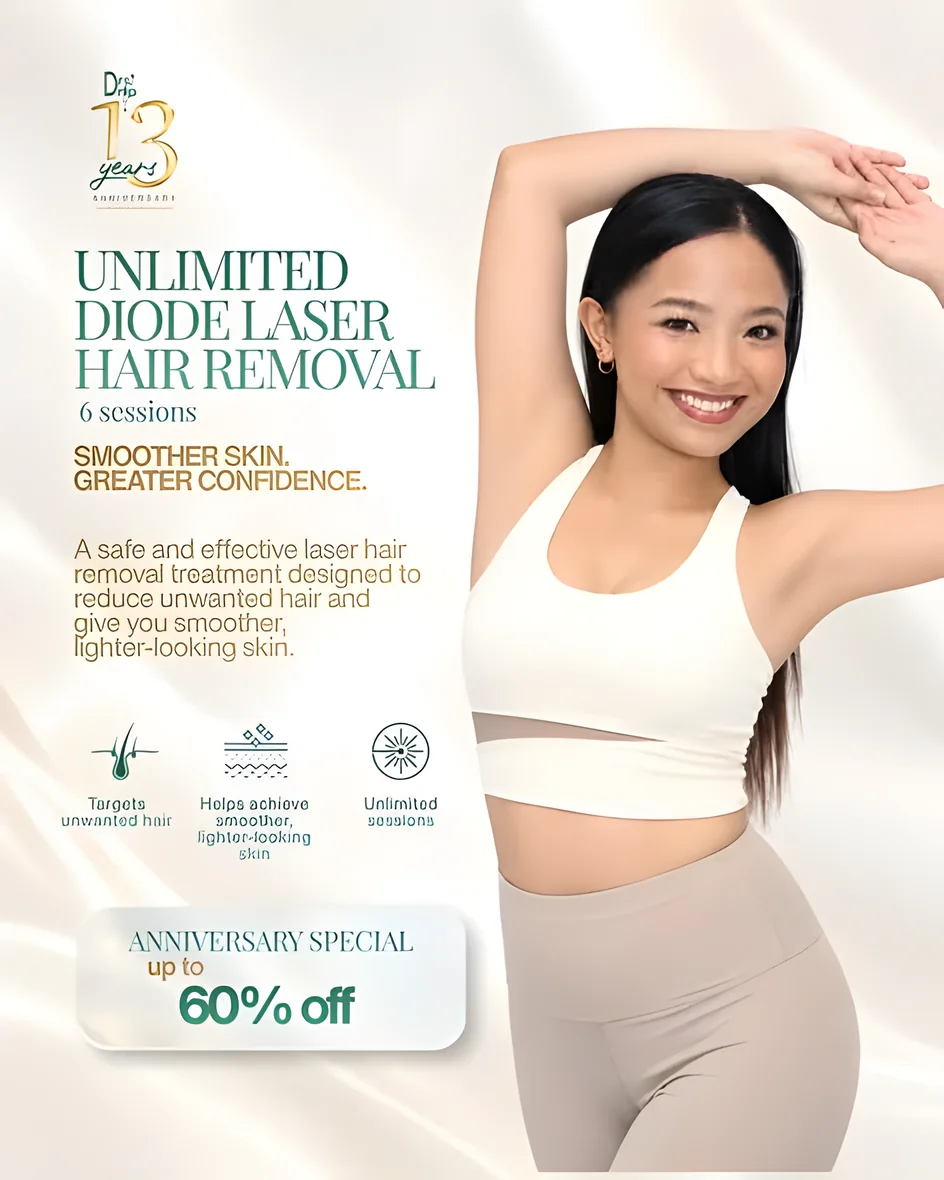 Drip
13
years
ANNIVERSARY
UNLIMITED
DIODE LASER
HAIR REMOVAL
6 sessions
SMOOTHER SKIN.
GREATER CONFIDENCE.
A safe and effective laser hair
removal treatment designed to
reduce unwanted hair and
give you smoother,
lighter-looking skin.
Targets
unwanted hair
Helps achieve
smoother,
lighter-looking
skin
Unlimited
sessions
ANNIVERSARY SPECIAL
up to
60% off